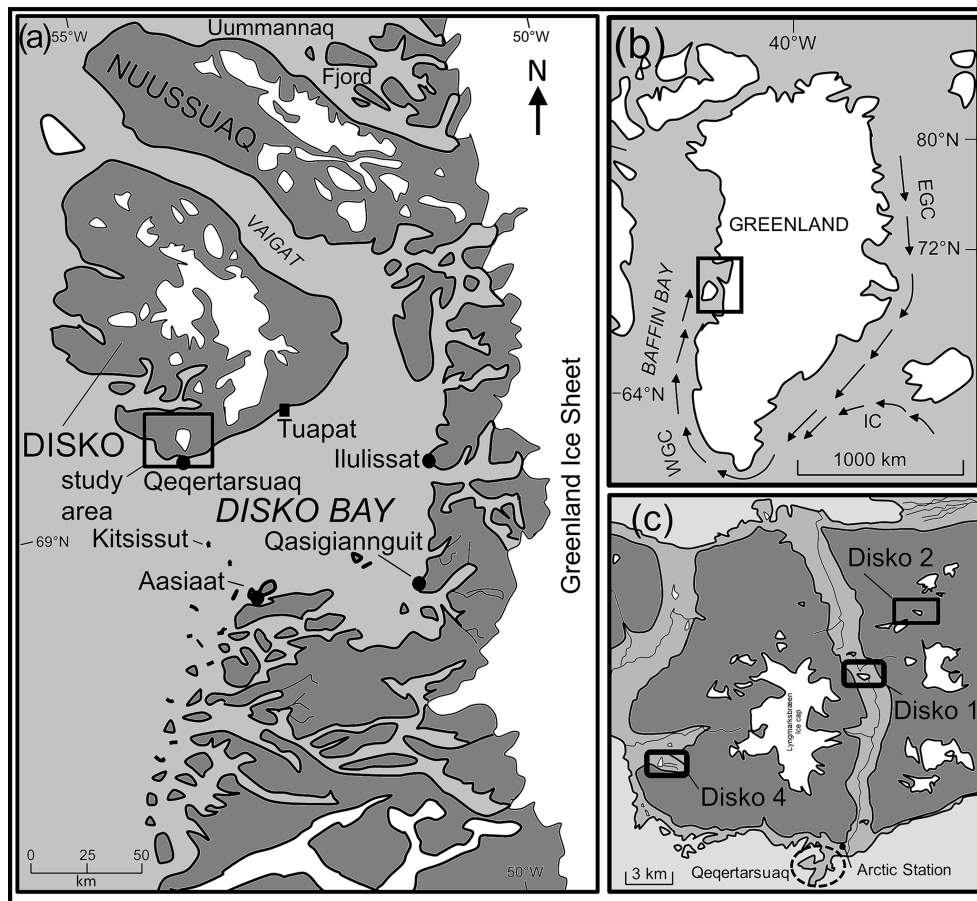 (a)
55°W
Uummannaq
Fjord
50°W
N
NUUSSUAQ
VAIGAT
DISKO
study
area
Tuapat
Ilulissat
Qeqertarsuaq
DISKO BAY
69°N
Kitsissut
Qasigiannguit
Aasiaat
Greenland Ice Sheet
0 25 50
km
50°W
(b)
40°W
80°N
EGC
GREENLAND
72°N
BAFFIN BAY
64°N
WGC
IC
1000 km
(c)
Disko 2
Disko 1
Lyngmarksbræen
Ice cap
Disko 4
3 km
Qeqertarsuaq
Arctic Station